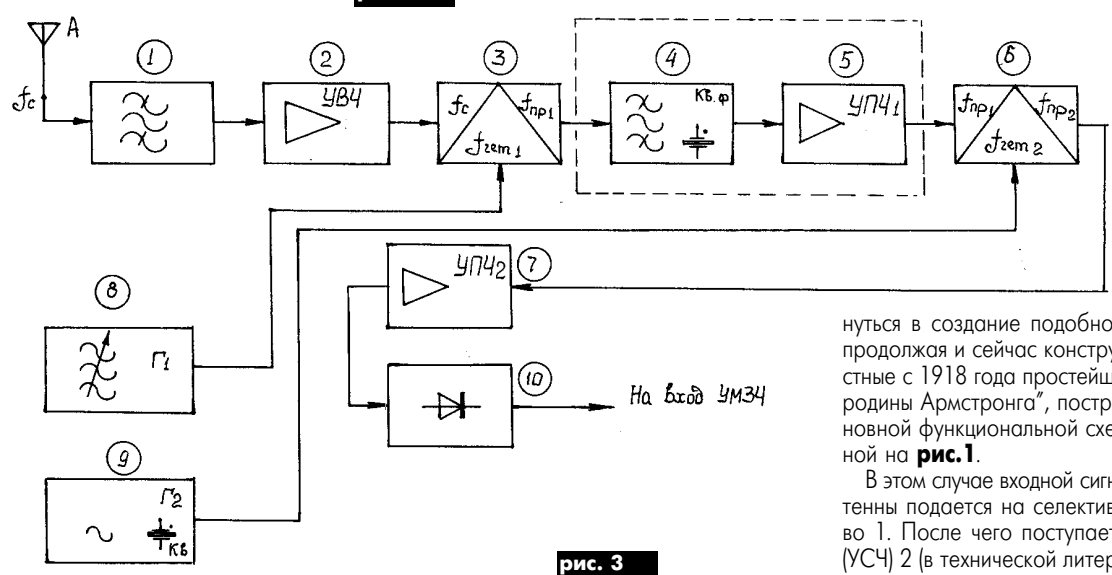 А
fc
1
2
УВЧ
3
fc
fпр1
fгет1
4
Кв.ф
5
УПЧ1
6
fпр1
fпр2
fгет2
УПЧ2
7
8
Г1
10
На вход УМЗЧ
9
Г2
Кв
рис. 3
нуться в создание подобно
продолжая и сейчас констру
стные с 1918 года простейш
родины Армстронга", постр
новной функциональной схе
ной на рис.1.
В этом случае входной сигн
тенны подается на селектив
во 1. После чего поступает
(УСЧ) 2 (в технической литер